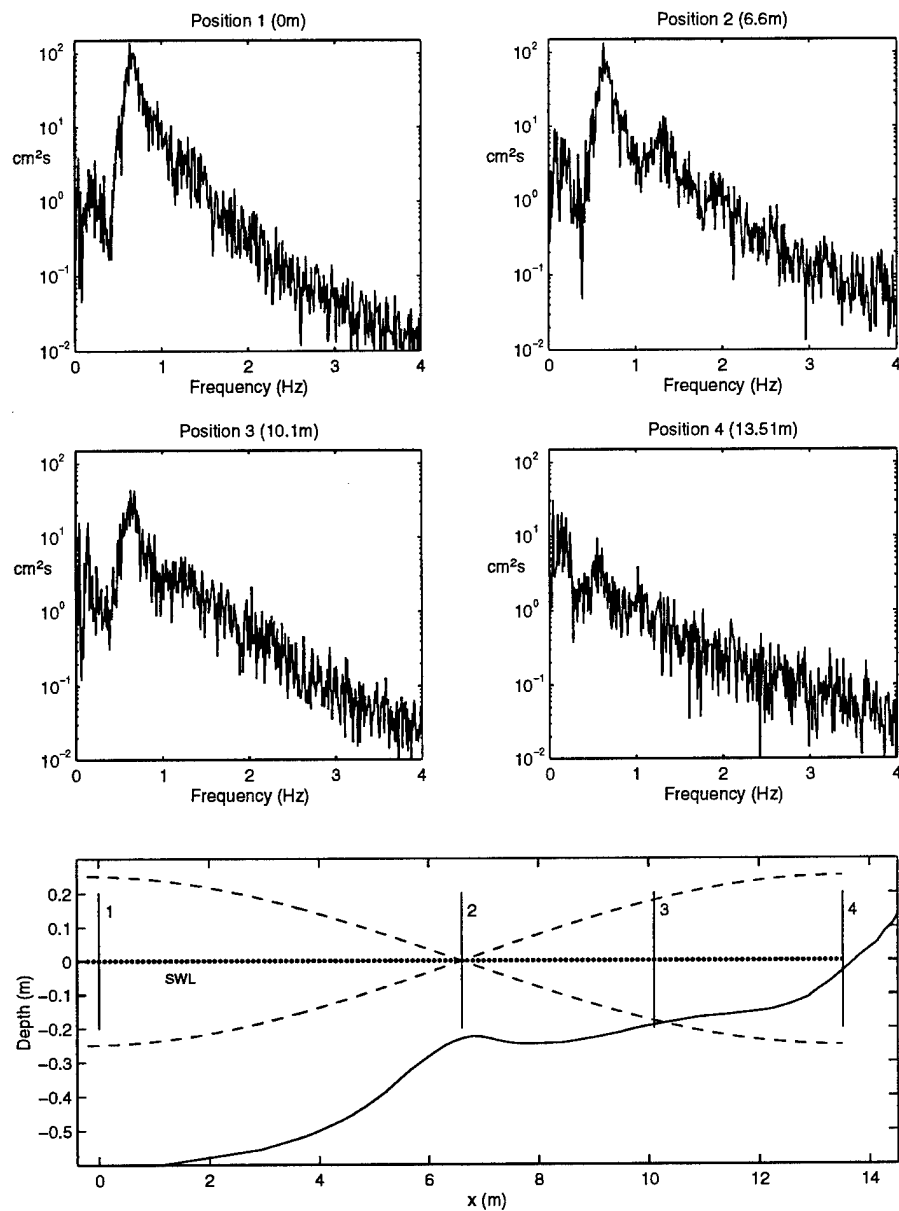 Position 1 (0m)
10²
10¹
cm²s
10⁰
10⁻¹
10⁻²
0 1 2 3 4
Frequency (Hz)
Position 2 (6.6m)
10²
10¹
cm²s
10⁰
10⁻¹
10⁻²
0 1 2 3 4
Frequency (Hz)
Position 3 (10.1m)
10²
10¹
cm²s
10⁰
10⁻¹
10⁻²
0 1 2 3 4
Frequency (Hz)
Position 4 (13.51m)
10²
10¹
cm²s
10⁰
10⁻¹
10⁻²
0 1 2 3 4
Frequency (Hz)
Depth (m)
0.2
0.1
0
-0.1
-0.2
-0.3
-0.4
-0.5
1
2
3
4
SWL
0 2 4 6 8 10 12 14
x (m)